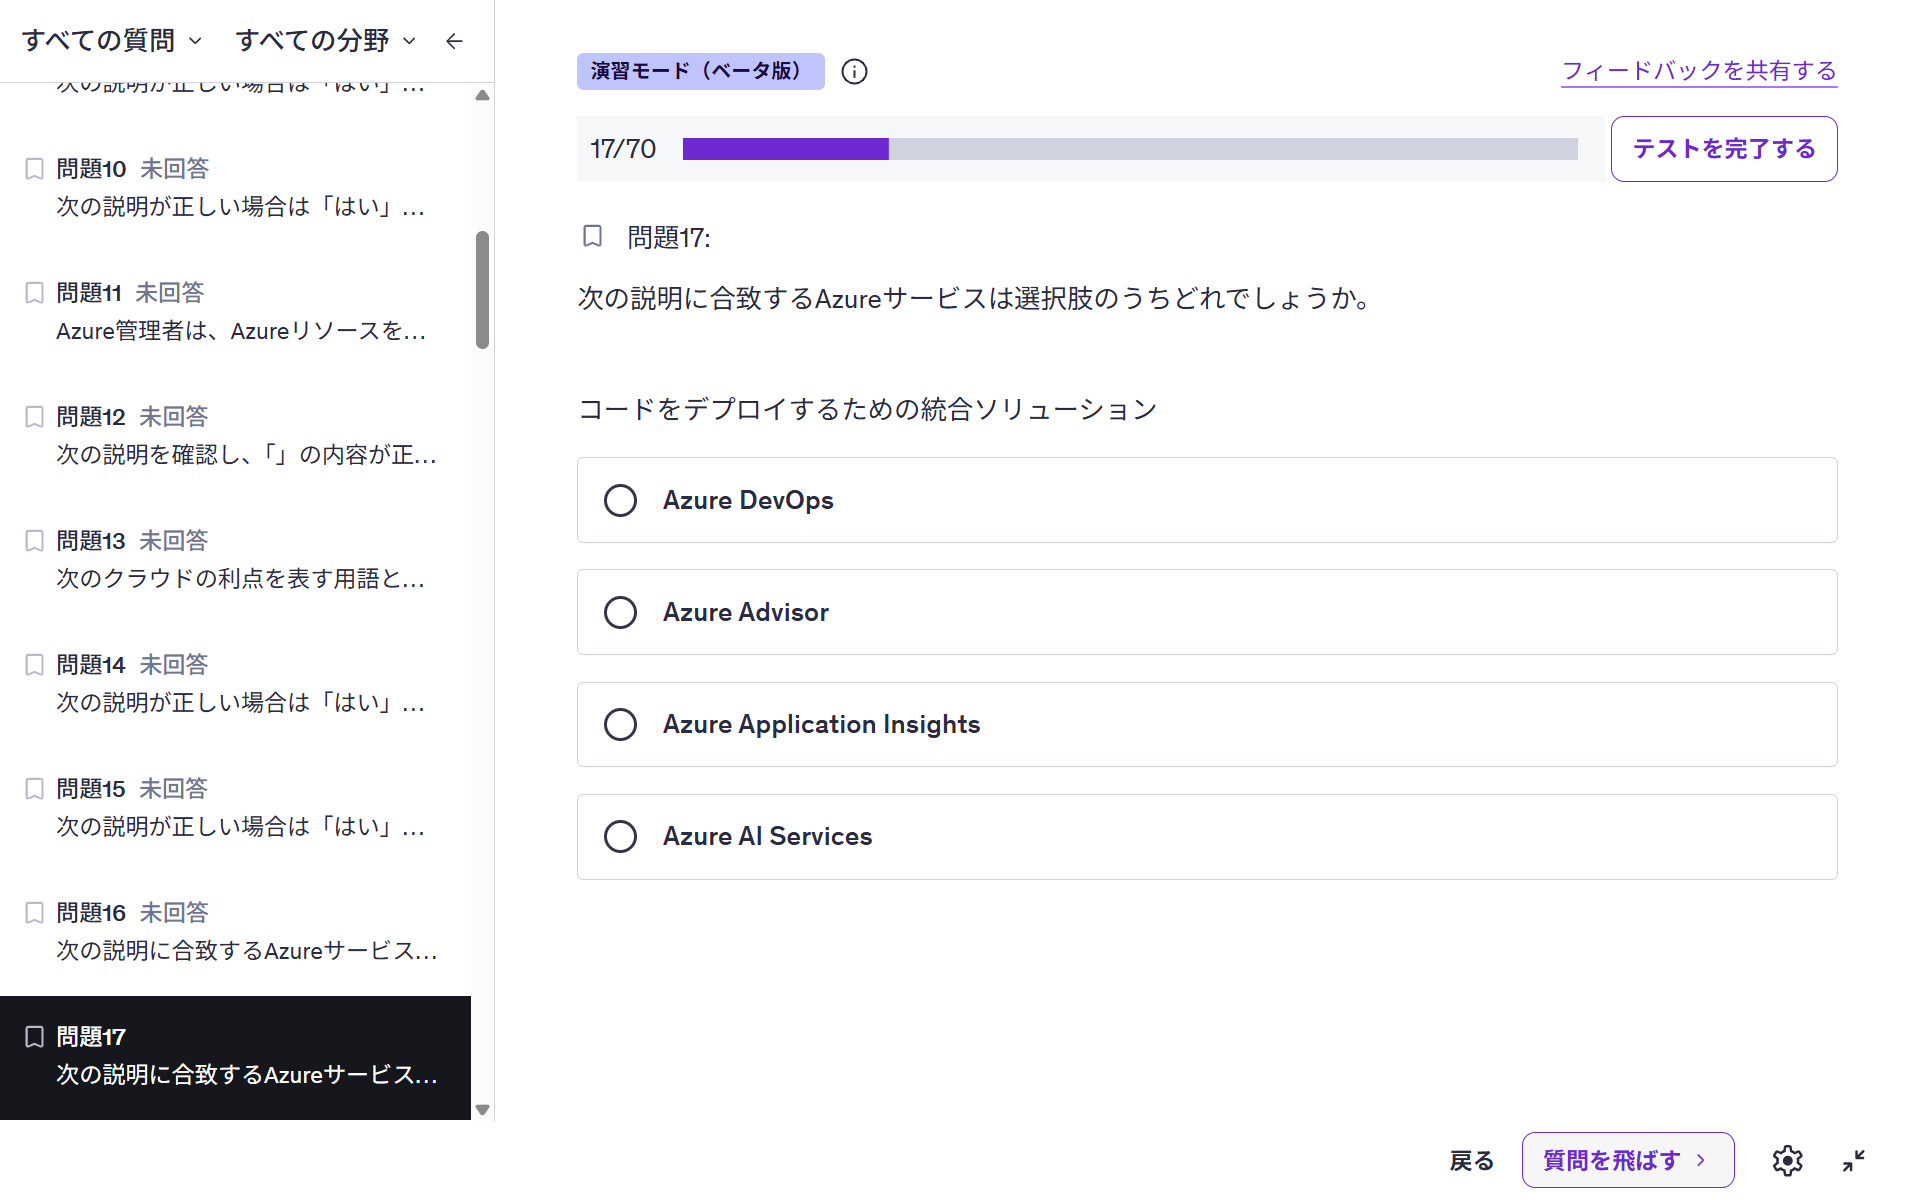 すべての質問 すべての分野
次の説明が正しい場合は「はい」…
問題10 未回答
次の説明が正しい場合は「はい」…
問題11 未回答
Azure管理者は、Azureリソースを…
問題12 未回答
次の説明を確認し、「」の内容が正…
問題13 未回答
次のクラウドの利点を表す用語と…
問題14 未回答
次の説明が正しい場合は「はい」…
問題15 未回答
次の説明が正しい場合は「はい」…
問題16 未回答
次の説明に合致するAzureサービス…
問題17
次の説明に合致するAzureサービス…
演習モード（ベータ版）
フィードバックを共有する
17/70
テストを完了する
問題17:
次の説明に合致するAzureサービスは選択肢のうちどれでしょうか。
コードをデプロイするための統合ソリューション
Azure DevOps
Azure Advisor
Azure Application Insights
Azure AI Services
戻る
質問を飛ばす